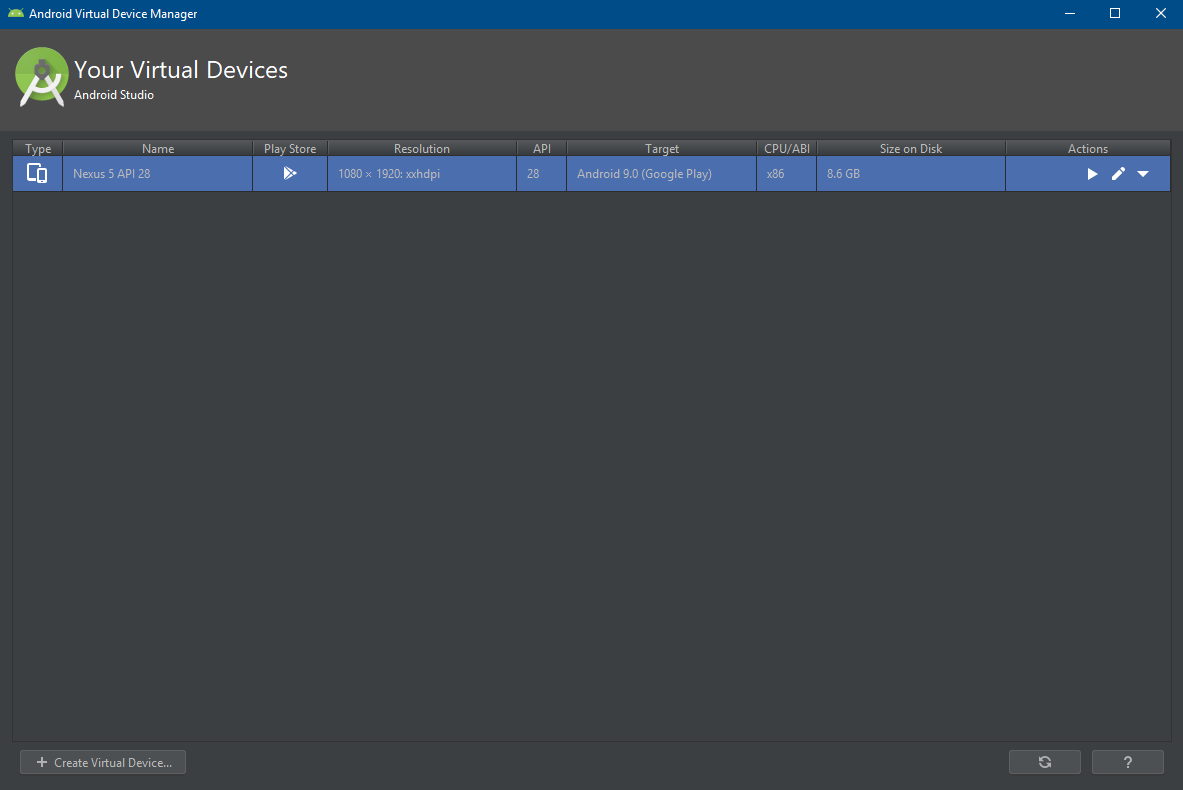 Android Virtual Device Manager
Your Virtual Devices
Android Studio
Type Name Play Store Resolution API Target CPU/ABI Size on Disk Actions
Nexus 5 API 28 1080 × 1920: xxhdpi 28 Android 9.0 (Google Play) x86 8.6 GB
+ Create Virtual Device... ?